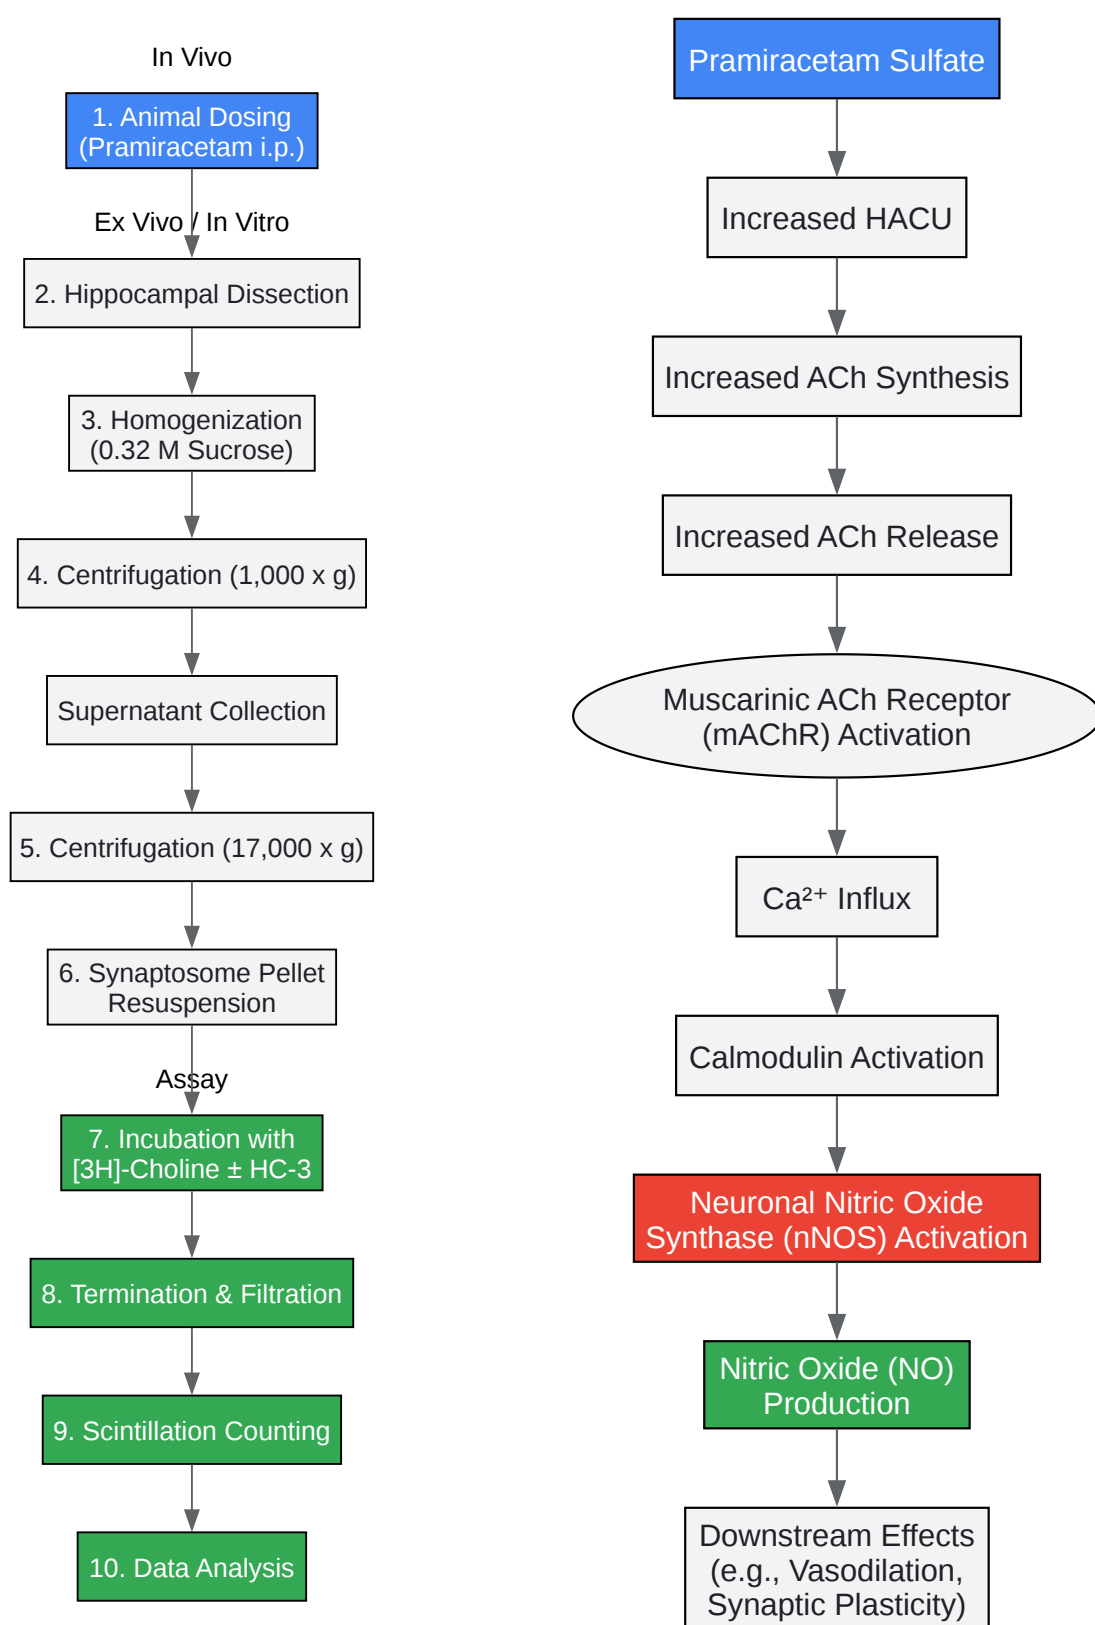 In Vivo
1. Animal Dosing
(Pramiracetam i.p.)
Ex Vivo / In Vitro
2. Hippocampal Dissection
3. Homogenization
(0.32 M Sucrose)
4. Centrifugation (1,000 x g)
Supernatant Collection
5. Centrifugation (17,000 x g)
6. Synaptosome Pellet
Resuspension
Assay
7. Incubation with
[3H]-Choline ± HC-3
8. Termination & Filtration
9. Scintillation Counting
10. Data Analysis
Pramiracetam Sulfate
Increased HACU
Increased ACh Synthesis
Increased ACh Release
Muscarinic ACh Receptor
(mAChR) Activation
Ca²⁺ Influx
Calmodulin Activation
Neuronal Nitric Oxide
Synthase (nNOS) Activation
Nitric Oxide (NO)
Production
Downstream Effects
(e.g., Vasodilation,
Synaptic Plasticity)